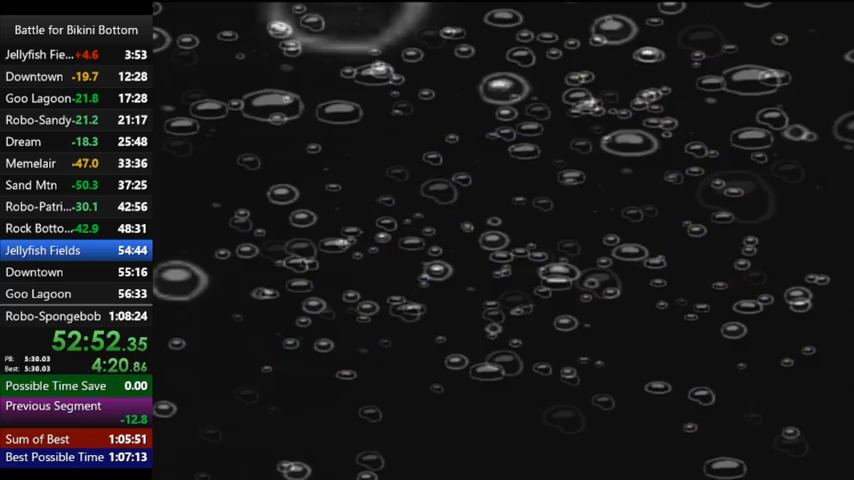 Battle for Bikini Bottom
Jellyfish Fie... +4.6 3:53
Downtown -19.7 12:28
Goo Lagoon -21.8 17:28
Robo-Sandy -21.2 21:17
Dream -18.3 25:48
Memelair -47.0 33:36
Sand Mtn -50.3 37:25
Robo-Patri... -30.1 42:56
Rock Botto... -42.9 48:31
Jellyfish Fields 54:44
Downtown 55:16
Goo Lagoon 56:33
Robo-Spongebob 1:08:24
52:52.35
PB: 5:30.03
Best: 5:30.03 4:20.86
Possible Time Save 0.00
Previous Segment
-12.8
Sum of Best 1:05:51
Best Possible Time 1:07:13